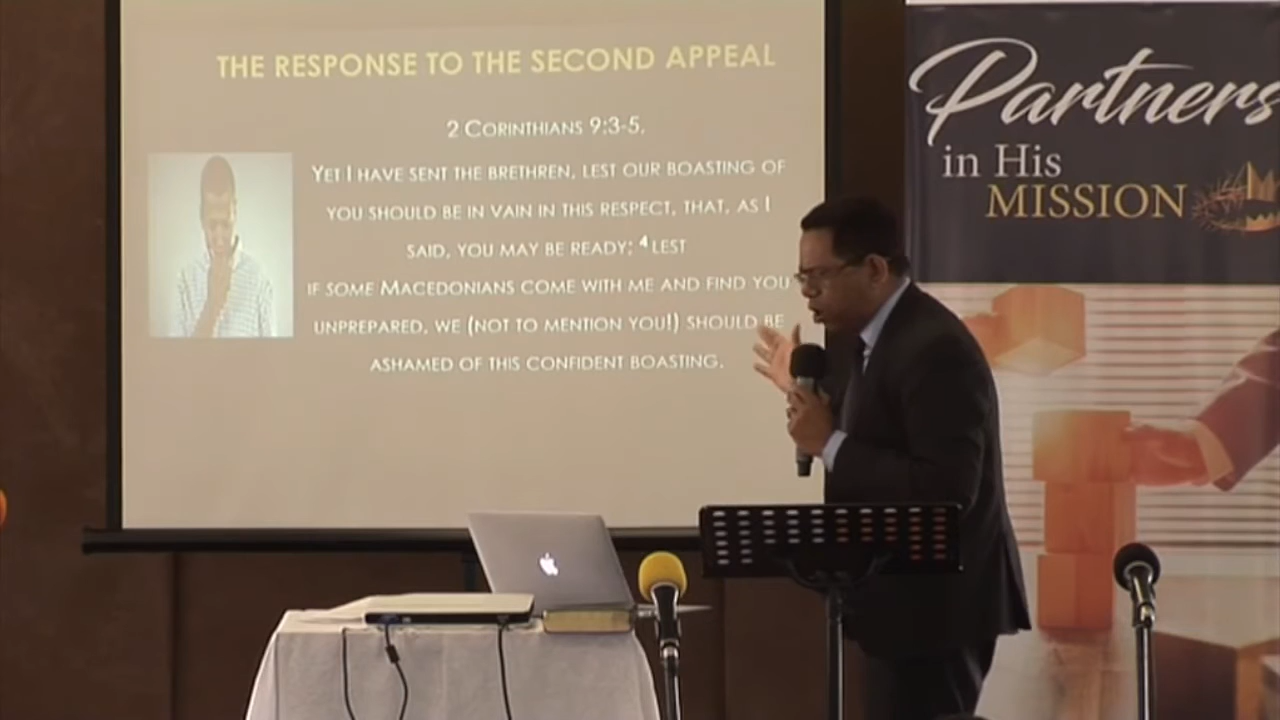 THE RESPONSE TO THE SECOND APPEAL
2 CORINTHIANS 9:3-5.
YET I HAVE SENT THE BRETHREN, LEST OUR BOASTING OF
YOU SHOULD BE IN VAIN IN THIS RESPECT, THAT, AS I
SAID, YOU MAY BE READY; 4 LEST
IF SOME MACEDONIANS COME WITH ME AND FIND YOU
UNPREPARED, WE (NOT TO MENTION YOU!) SHOULD BE
ASHAMED OF THIS CONFIDENT BOASTING.
Partners
in His
MISSION